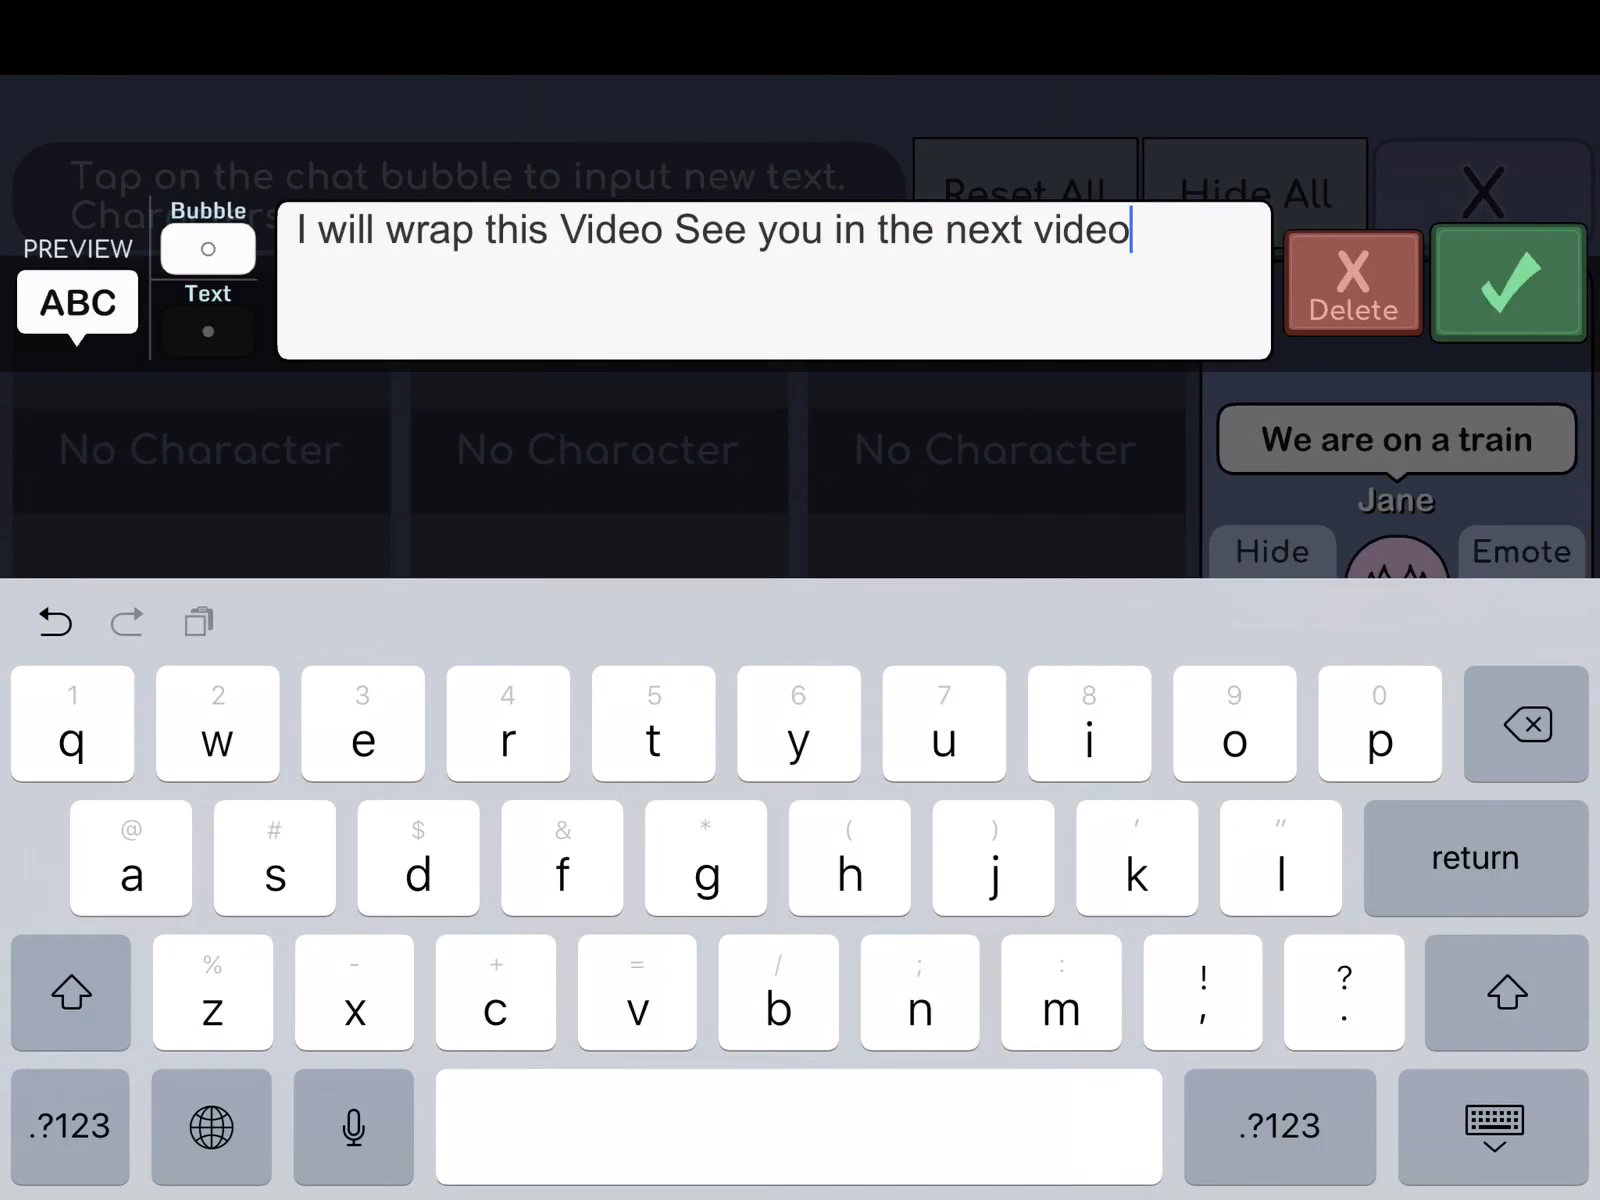 Tap on the chat bubble to input new text.
Characters
Reset All
Hide All
X
PREVIEW
ABC
Bubble
Text
I will wrap this Video See you in the next video
X
Delete
No Character
No Character
No Character
We are on a train
Jane
Hide
Emote
1 2 3 4 5 6 7 8 9 0
q w e r t y u i o p
@ # $ & * ( ) ' "
a s d f g h j k l
return
% - + = / ; : ! ?
z x c v b n m , .
.?123
.?123